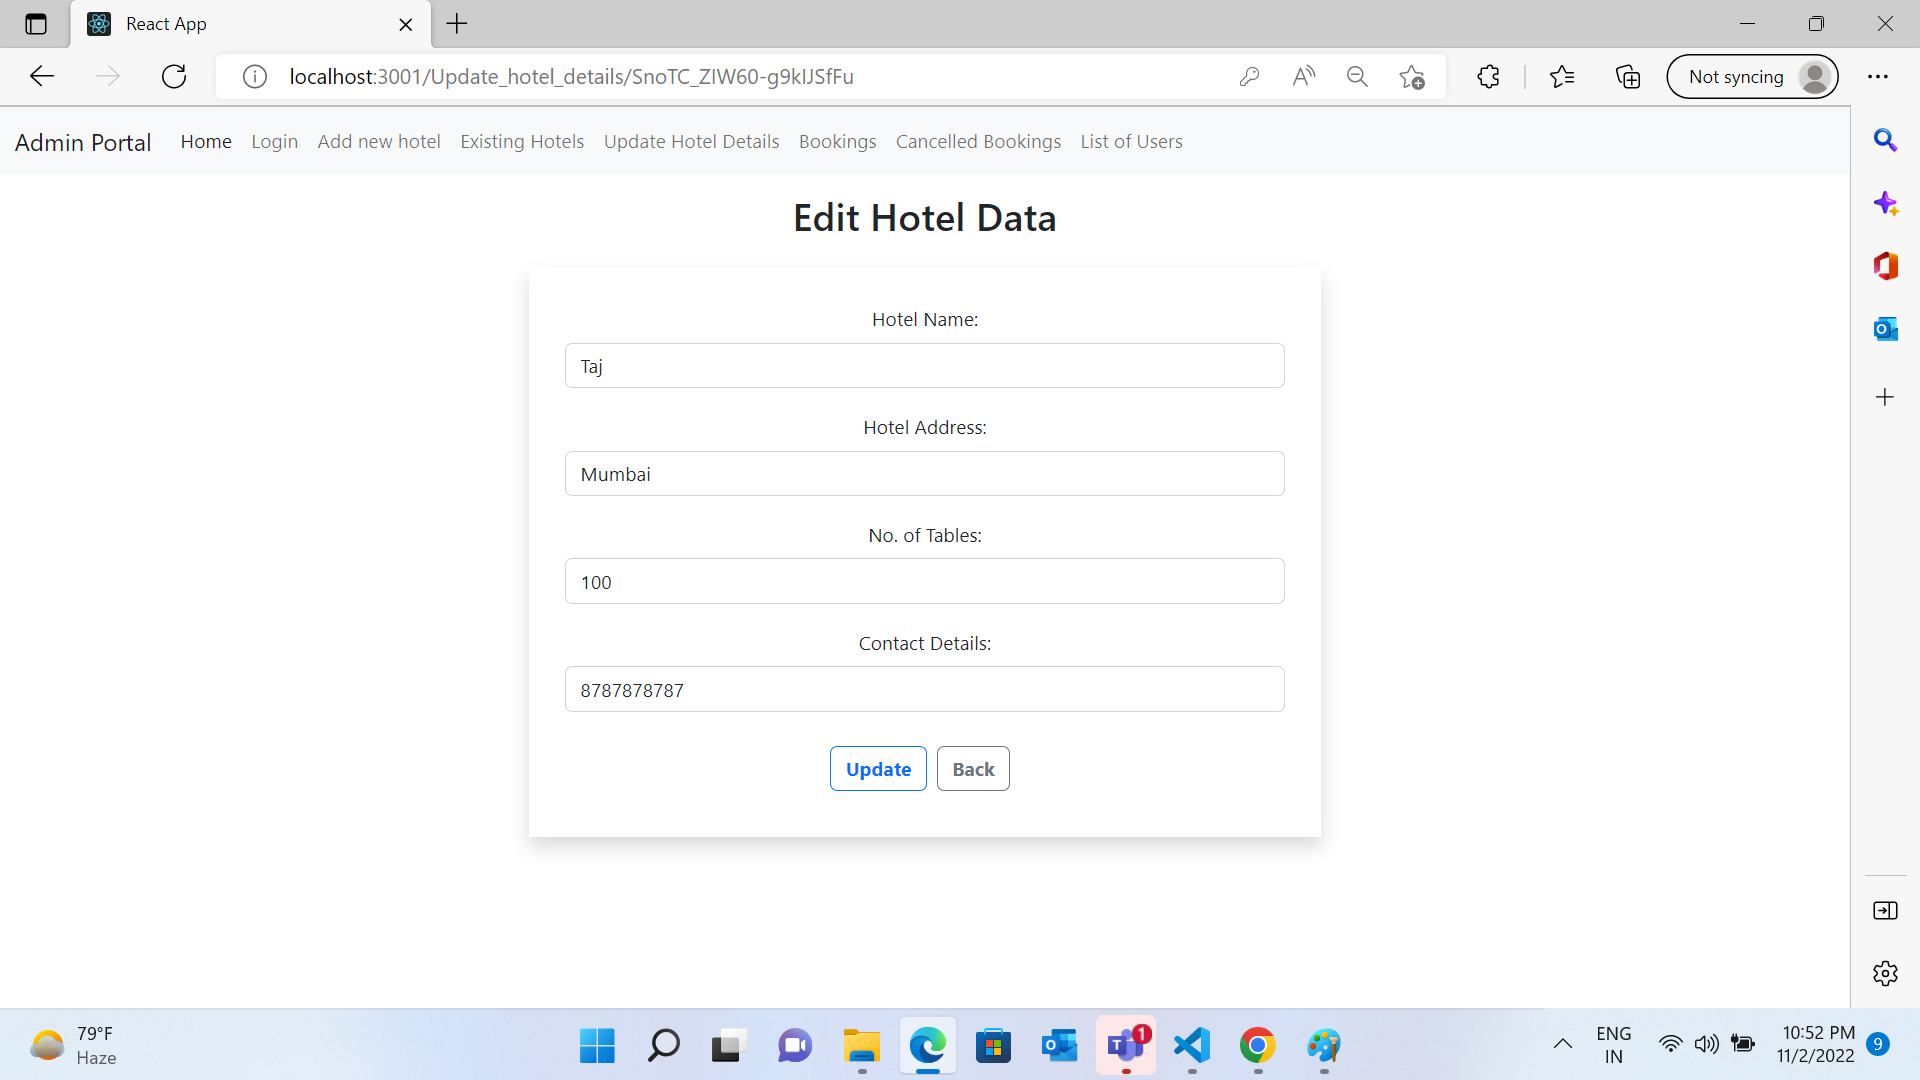 React App
localhost:3001/Update_hotel_details/SnoTC_ZIW60-g9kIJSfFu
Not syncing
Admin Portal Home Login Add new hotel Existing Hotels Update Hotel Details Bookings Cancelled Bookings List of Users
Edit Hotel Data
Hotel Name:
Taj
Hotel Address:
Mumbai
No. of Tables:
100
Contact Details:
8787878787
Update Back
79°F
Haze
1
ENG
IN
10:52 PM
11/2/2022
9